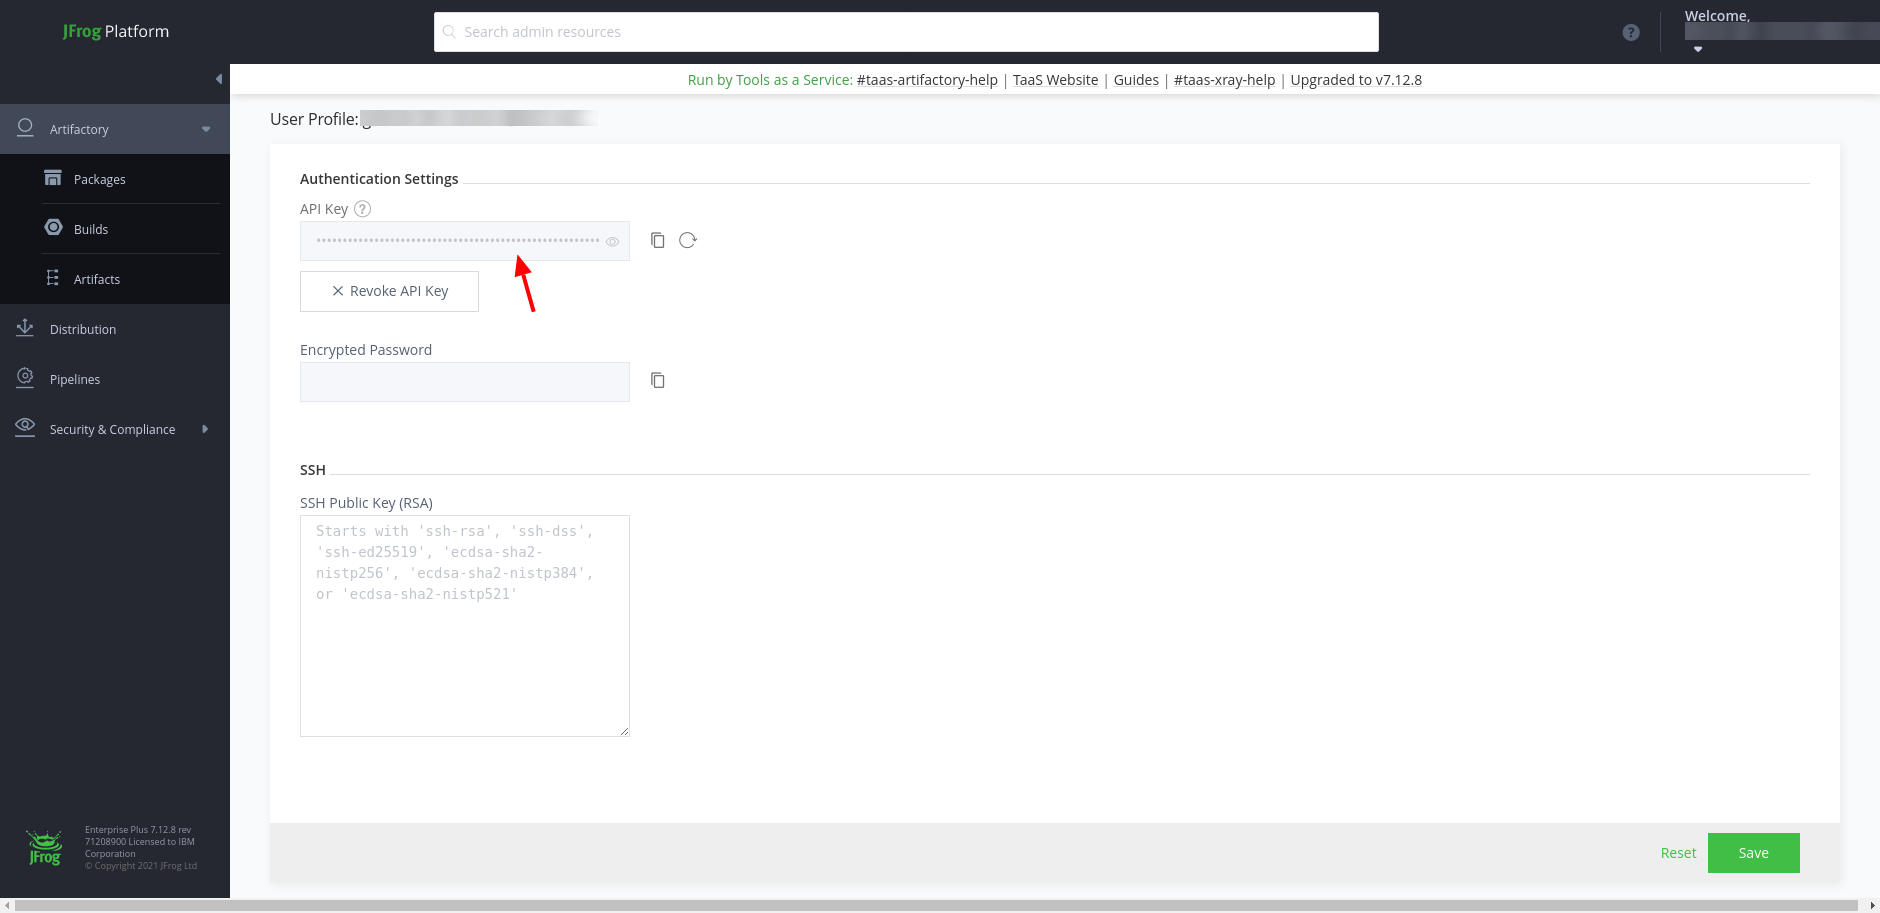 JFrog Platform
Search admin resources
?
Welcome,
Run by Tools as a Service: #taas-artifactory-help | TaaS Website | Guides | #taas-xray-help | Upgraded to v7.12.8
Artifactory
Packages
Builds
Artifacts
Distribution
Pipelines
Security & Compliance
User Profile:
Authentication Settings
API Key ?
••••••••••••••••••••••••••••••••••••••••••••••••••••••
Revoke API Key
Encrypted Password
SSH
SSH Public Key (RSA)
Starts with 'ssh-rsa', 'ssh-dss',
'ssh-ed25519', 'ecdsa-sha2-
nistp256', 'ecdsa-sha2-nistp384',
or 'ecdsa-sha2-nistp521'
Reset
Save
JFrog
Enterprise Plus 7.12.8 rev
71208900 Licensed to IBM
Corporation
© Copyright 2021 JFrog Ltd